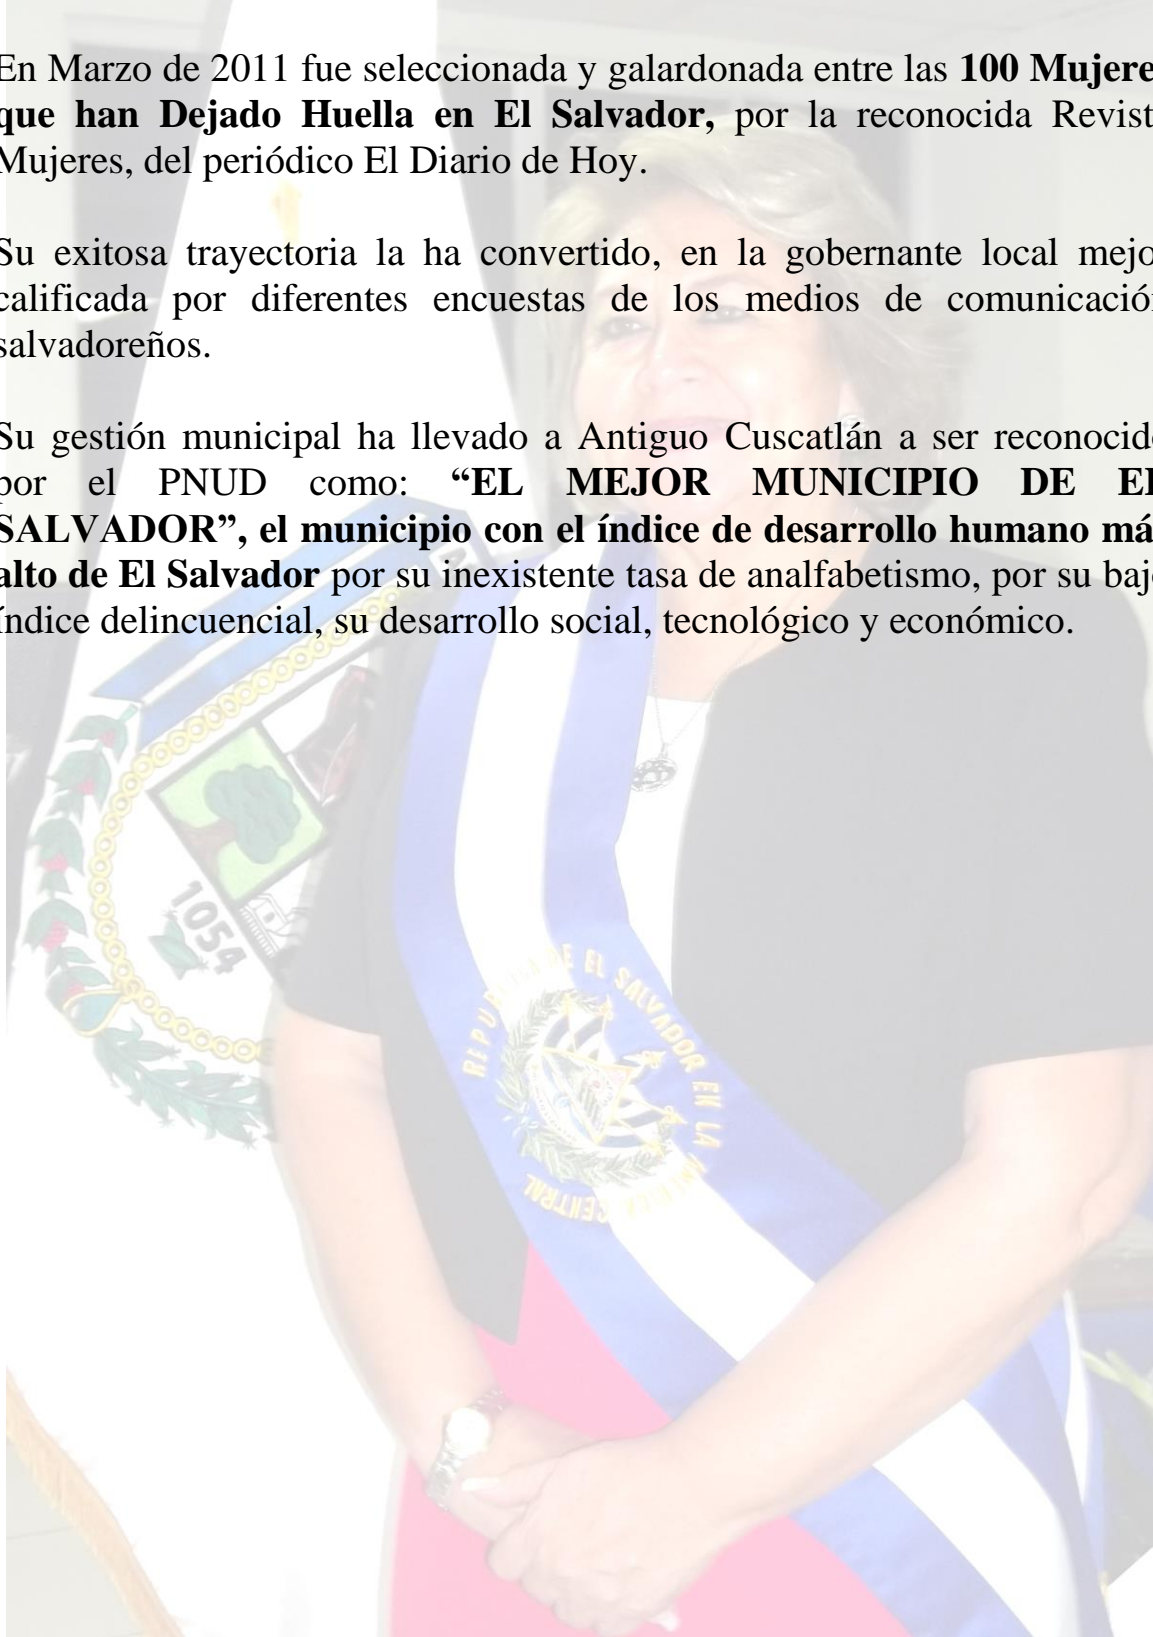 En Marzo de 2011 fue seleccionada y galardonada entre las 100 Mujere
que han Dejado Huella en El Salvador, por la reconocida Revist
Mujeres, del periódico El Diario de Hoy.
Su exitosa trayectoria la ha convertido, en la gobernante local mejo
calificada por diferentes encuestas de los medios de comunicación
salvadoreños.
Su gestión municipal ha llevado a Antiguo Cuscatlán a ser reconocido
por el PNUD como: “EL MEJOR MUNICIPIO DE EL
SALVADOR”, el municipio con el índice de desarrollo humano má
alto de El Salvador por su inexistente tasa de analfabetismo, por su bajo
índice delincuencial, su desarrollo social, tecnológico y económico.
1054
REPUBLICA DE EL SALVADOR EN LA AMERICA CENTRAL